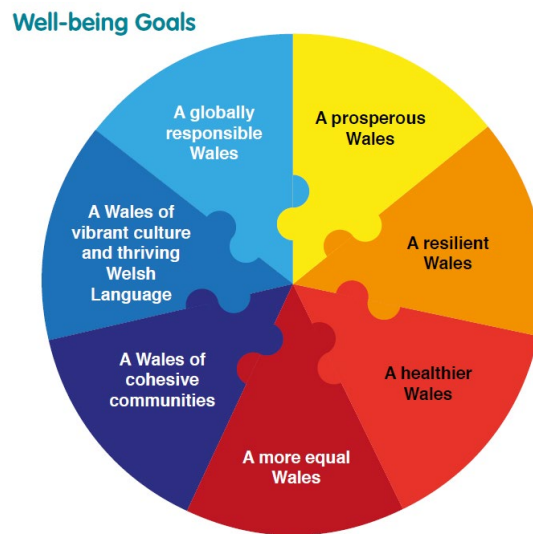 Well-being Goals
A prosperous
Wales
A resilient
Wales
A healthier
Wales
A more equal
Wales
A Wales of
cohesive
communities
A Wales of
vibrant culture
and thriving
Welsh
Language
A globally
responsible
Wales